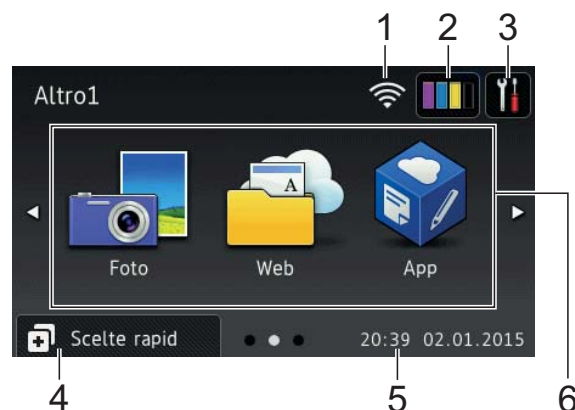 1 2 3
Altro1
A
Foto Web App
Scelte rapid 20:39 02.01.2015
4 5 6